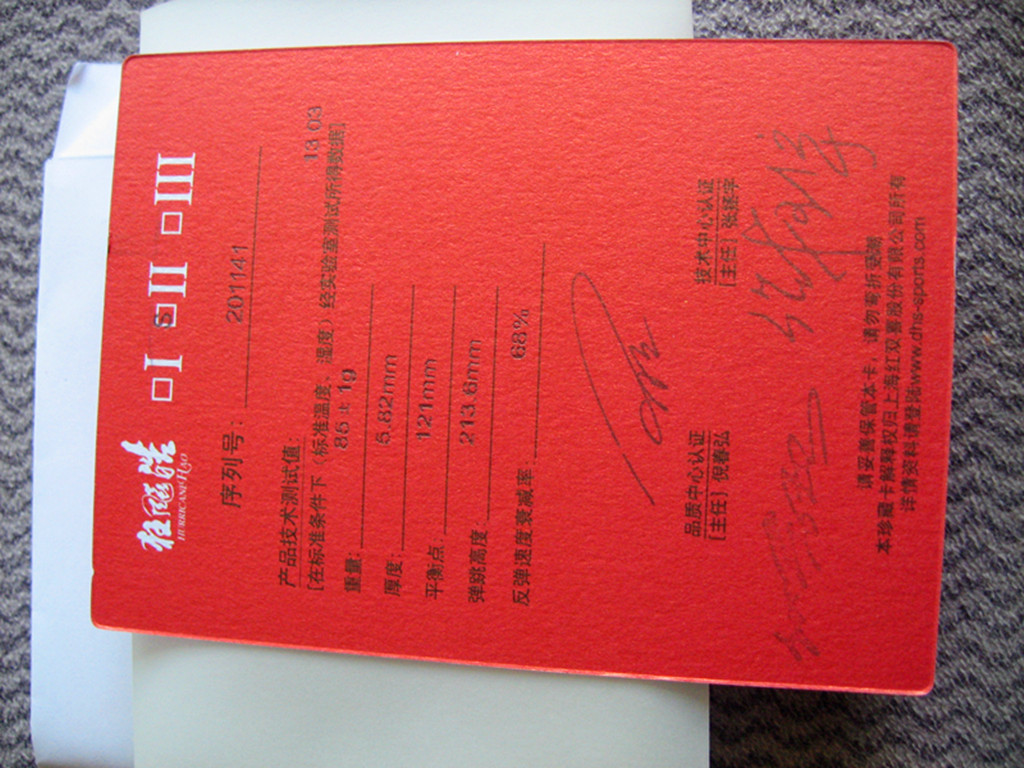 狂飚皓
HURRICANE HAO
□I □II □III
序列号: 201141
产品技术测试值:
13 03
[在标准条件下(标准温度、湿度)经实验室测试所得数据]
重量: 86±1g
厚度: 5.82mm
平衡点: 121mm
弹跳高度 213.6mm
反弹速度衰减率: 68%
品质中心认证 技术中心认证
[主任] 倪春弘 [主任]
请妥善保管本卡,请勿弯折破损
本珍藏卡解释权归上海红双喜股份有限公司所有
详情资料请登陆www.dhs-sports.com